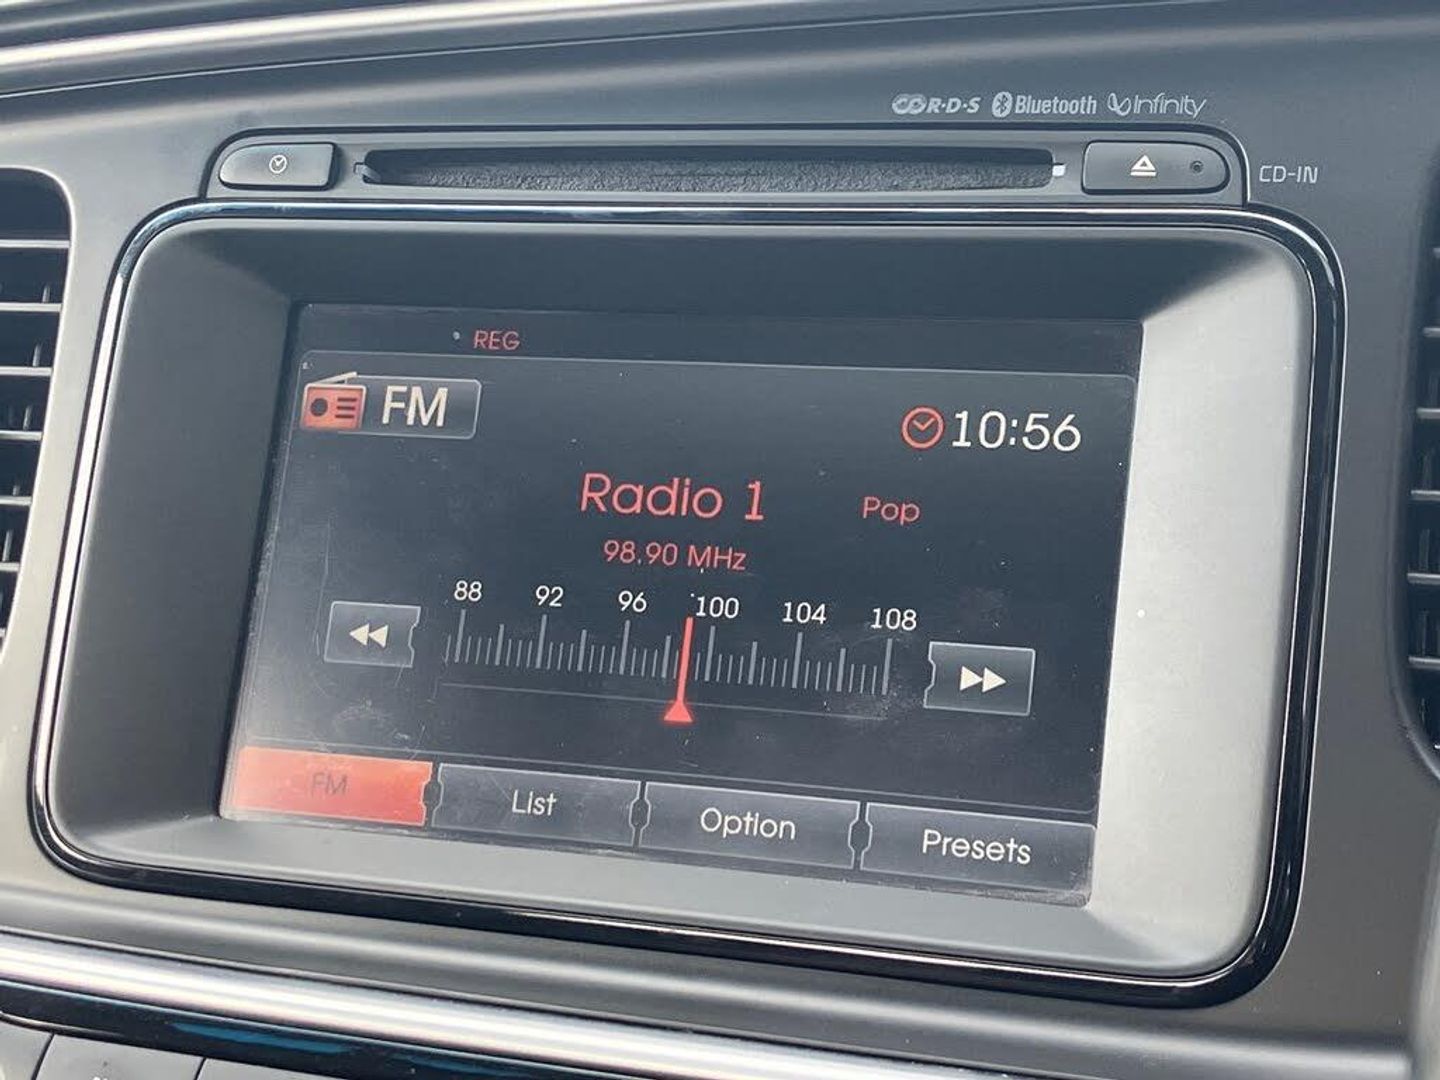 R·D·S Bluetooth Infinity
CD-IN
REG
FM
10:56
Radio 1 Pop
98.90 MHz
88 92 96 100 104 108
FM List Option Presets